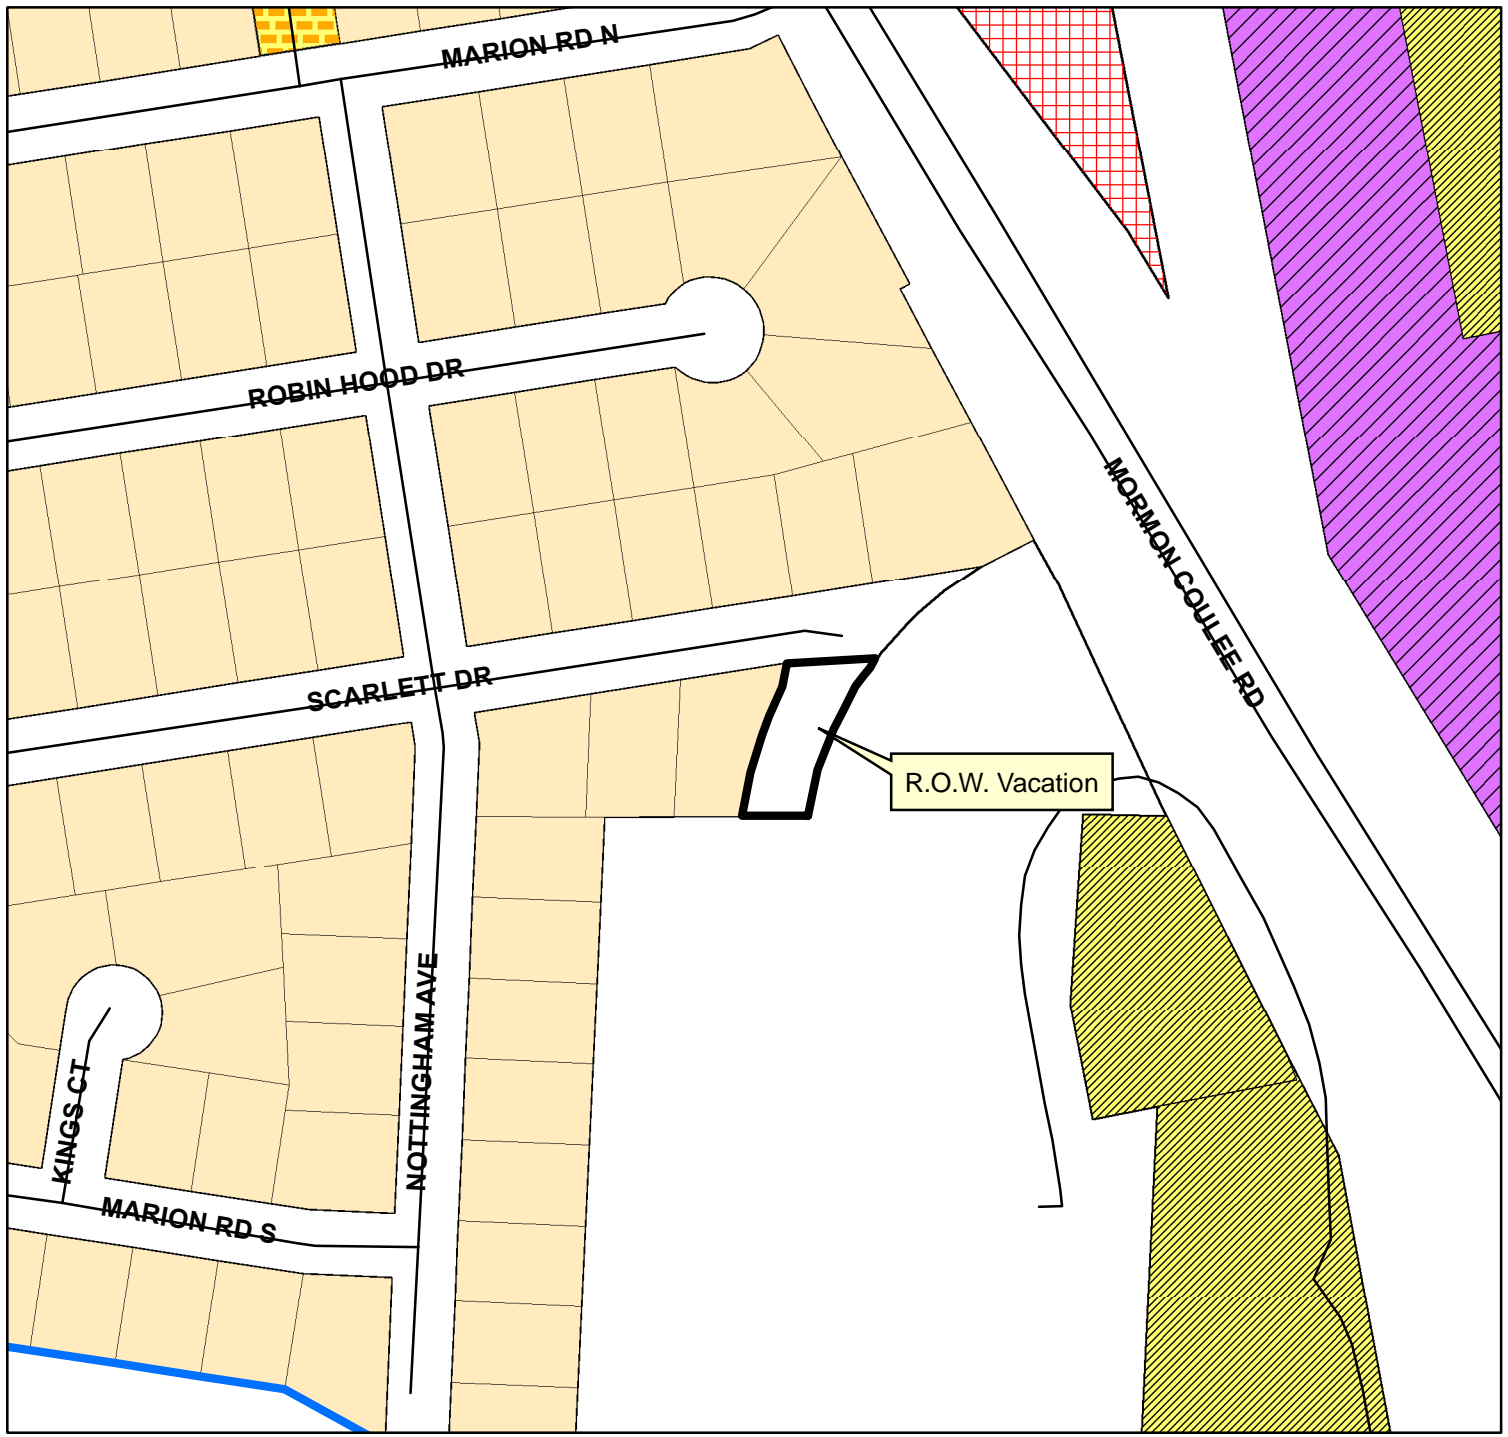 MARION RD N
ROBIN HOOD DR
MORMON COULEE RD
SCARLETT DR
R.O.W. Vacation
NOTTINGHAM AVE
KINGS CT
MARION RD S